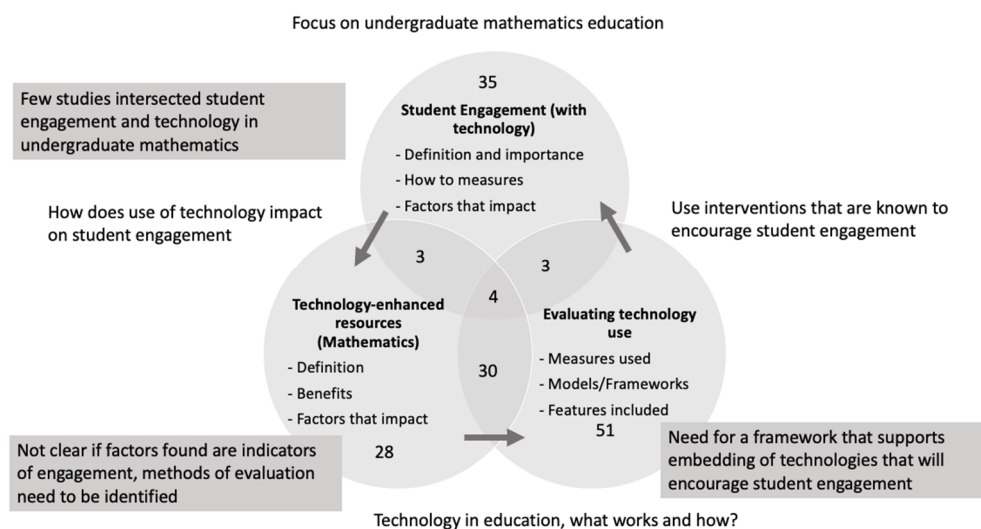 Focus on undergraduate mathematics education
35
Student Engagement (with
technology)
- Definition and importance
- How to measures
- Factors that impact
Few studies intersected student
engagement and technology in
undergraduate mathematics
How does use of technology impact
on student engagement
Use interventions that are known to
encourage student engagement
3
3
4
Technology-enhanced
resources
(Mathematics)
- Definition
- Benefits
- Factors that impact
28
30
Evaluating technology
use
- Measures used
- Models/Frameworks
- Features included
51
Not clear if factors found are indicators
of engagement, methods of evaluation
need to be identified
Need for a framework that supports
embedding of technologies that will
encourage student engagement
Technology in education, what works and how?